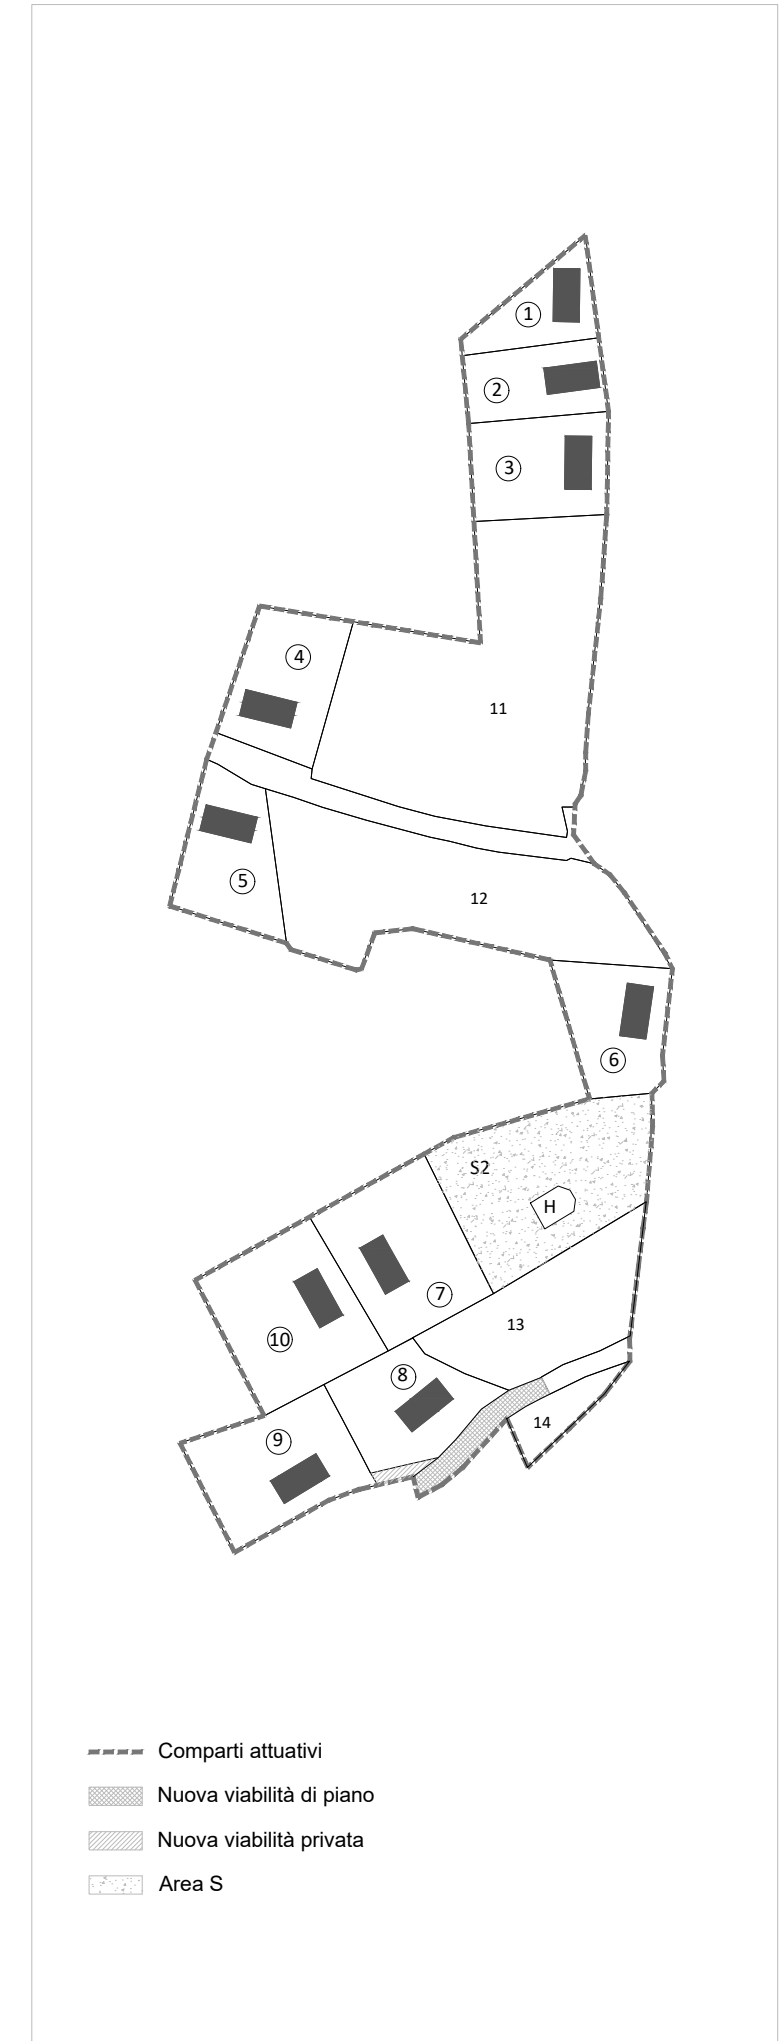 1
2
3
4
11
5
12
6
S2
H
7
13
10
8
14
9
Comparti attuativi
Nuova viabilità di piano
Nuova viabilità privata
Area S